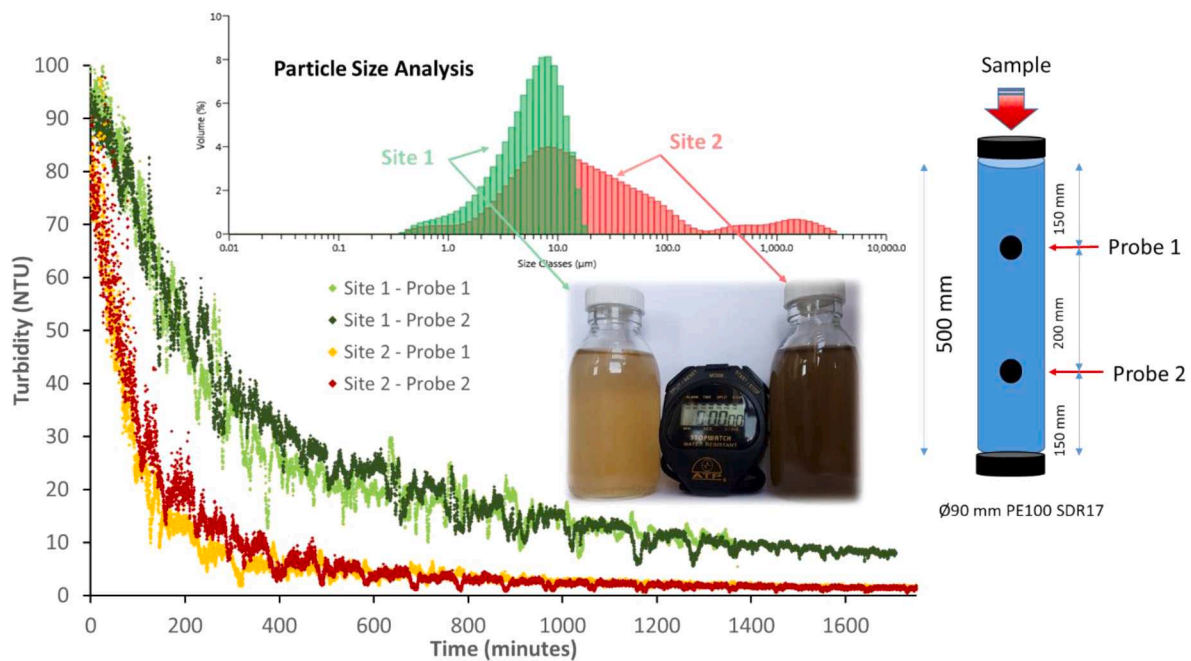 Particle Size Analysis
Volume (%)
10
8
6
4
2
0
0.01
0.1
1.0
10.0
100.0
1,000.0
10,000.0
Size Classes (µm)
Site 1
Site 2
Turbidity (NTU)
100
90
80
70
60
50
40
30
20
10
0
Site 1 - Probe 1
Site 1 - Probe 2
Site 2 - Probe 1
Site 2 - Probe 2
0
200
400
600
800
1000
1200
1400
1600
Time (minutes)
STOPWATCH
WATER RESISTANT
ATP
Sample
500 mm
150 mm
200 mm
150 mm
Probe 1
Probe 2
Ø90 mm PE100 SDR17